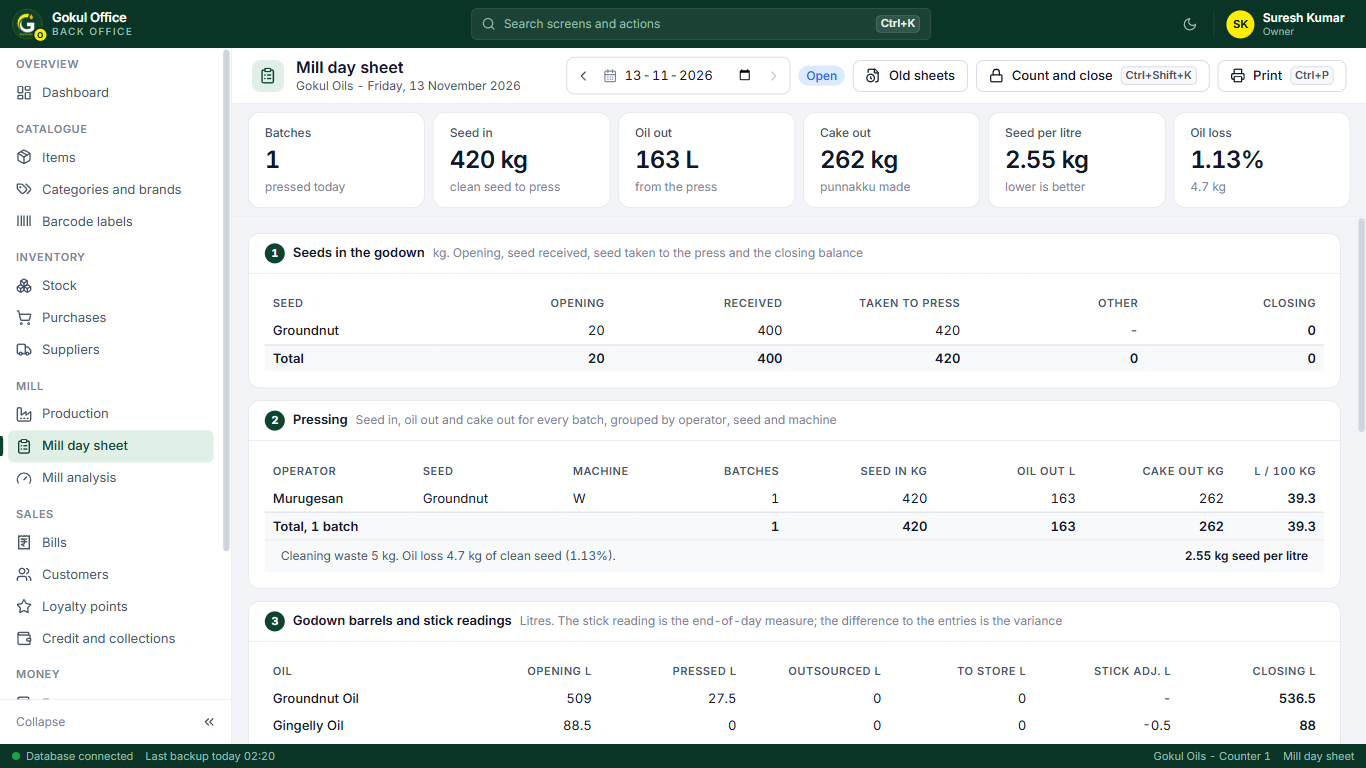 Gokul Office
BACK OFFICE
Search screens and actions Ctrl+K
SK Suresh Kumar
Owner
OVERVIEW
Dashboard
CATALOGUE
Items
Categories and brands
Barcode labels
INVENTORY
Stock
Purchases
Suppliers
MILL
Production
Mill day sheet
Mill analysis
SALES
Bills
Customers
Loyalty points
Credit and collections
MONEY
Collapse
Mill day sheet
Gokul Oils - Friday, 13 November 2026
13-11-2026
Open
Old sheets
Count and close Ctrl+Shift+K
Print Ctrl+P
Batches
1
pressed today
Seed in
420 kg
clean seed to press
Oil out
163 L
from the press
Cake out
262 kg
punnakku made
Seed per litre
2.55 kg
lower is better
Oil loss
1.13%
4.7 kg
1 Seeds in the godown kg. Opening, seed received, seed taken to the press and the closing balance
SEED OPENING RECEIVED TAKEN TO PRESS OTHER CLOSING
Groundnut 20 400 420 - 0
Total 20 400 420 0 0
2 Pressing Seed in, oil out and cake out for every batch, grouped by operator, seed and machine
OPERATOR SEED MACHINE BATCHES SEED IN KG OIL OUT L CAKE OUT KG L / 100 KG
Murugesan Groundnut W 1 420 163 262 39.3
Total, 1 batch 1 420 163 262 39.3
Cleaning waste 5 kg. Oil loss 4.7 kg of clean seed (1.13%). 2.55 kg seed per litre
3 Godown barrels and stick readings Litres. The stick reading is the end-of-day measure; the difference to the entries is the variance
OIL OPENING L PRESSED L OUTSOURCED L TO STORE L STICK ADJ. L CLOSING L
Groundnut Oil 509 27.5 0 0 - 536.5
Gingelly Oil 88.5 0 0 0 -0.5 88
Database connected Last backup today 02:20
Gokul Oils - Counter 1 Mill day sheet